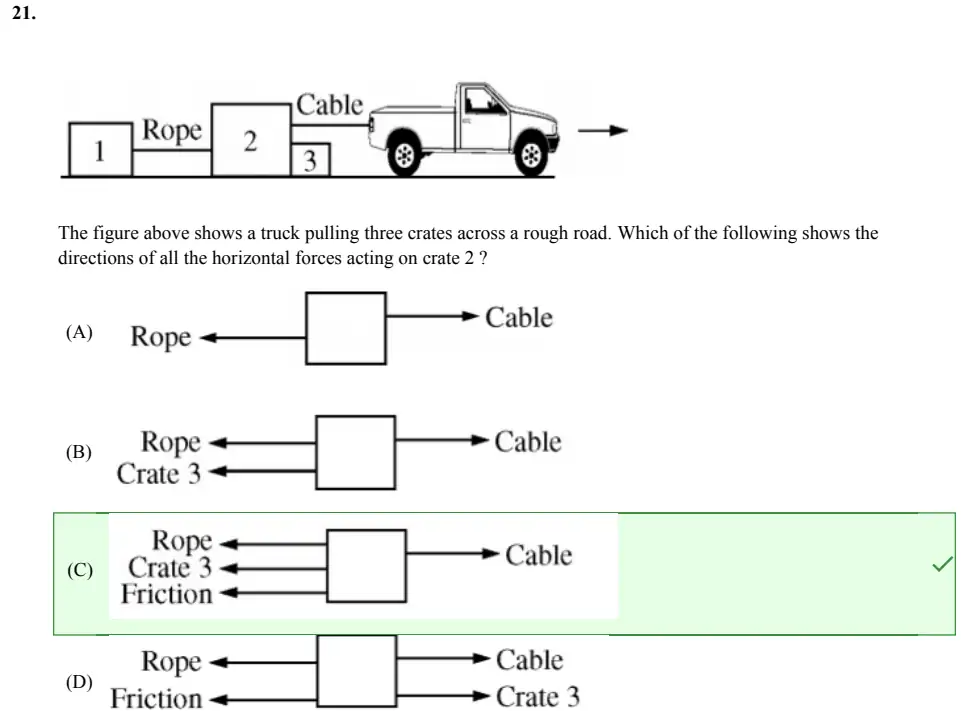 21.
Cable
Rope
1
2
3
The figure above shows a truck pulling three crates across a rough road. Which of the following shows the
directions of all the horizontal forces acting on crate 2 ?
(A)
Rope
Cable
(B)
Rope
Cable
Crate 3
(C)
Rope
Crate 3
Friction
Cable
(D)
Rope
Cable
Friction
Crate 3